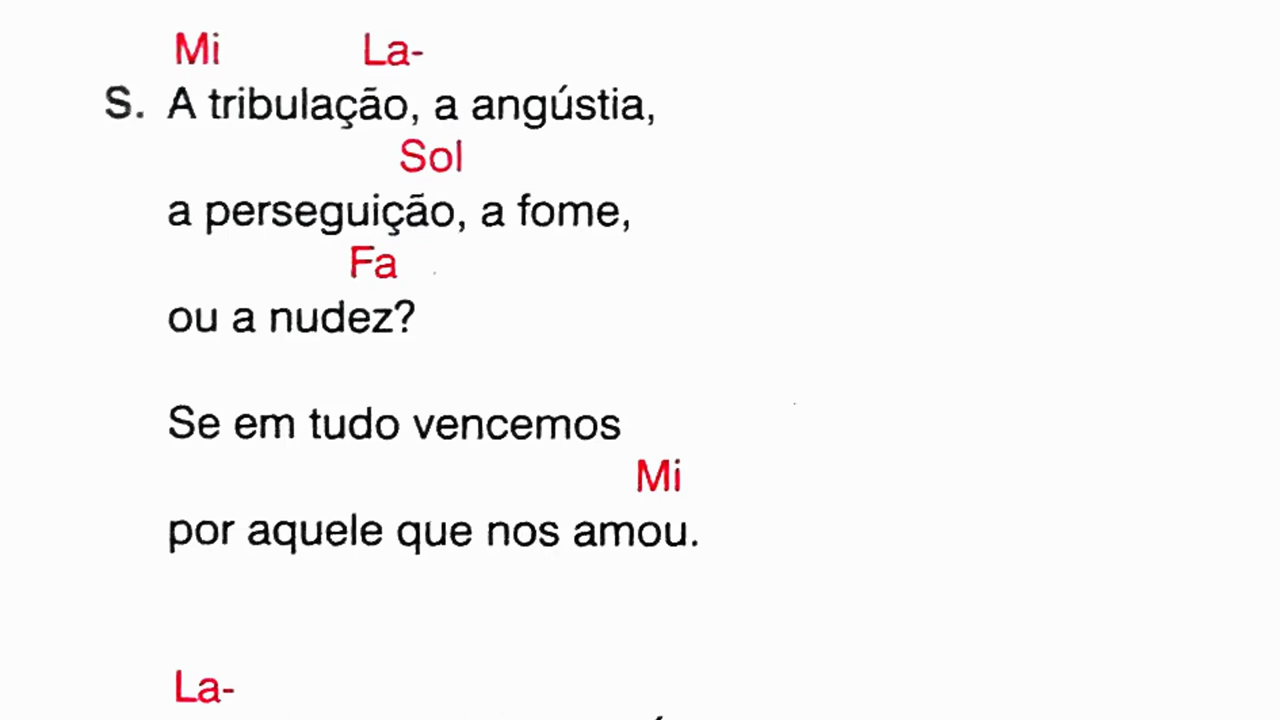 Mi La-
S. A tribulação, a angústia,
Sol
a perseguição, a fome,
Fa
ou a nudez?
Se em tudo vencemos
Mi
por aquele que nos amou.
La-